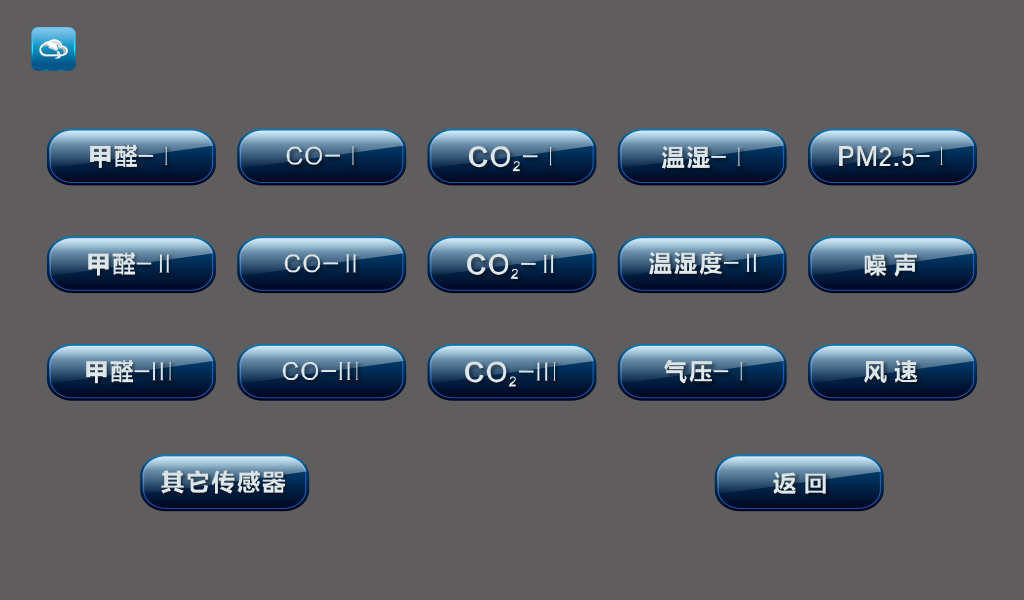 甲醛-I
CO-I
CO₂-I
温湿-I
PM2.5-I
甲醛-II
CO-II
CO₂-II
温湿度-II
噪声
甲醛-III
CO-III
CO₂-III
气压-I
风速
其它传感器
返回